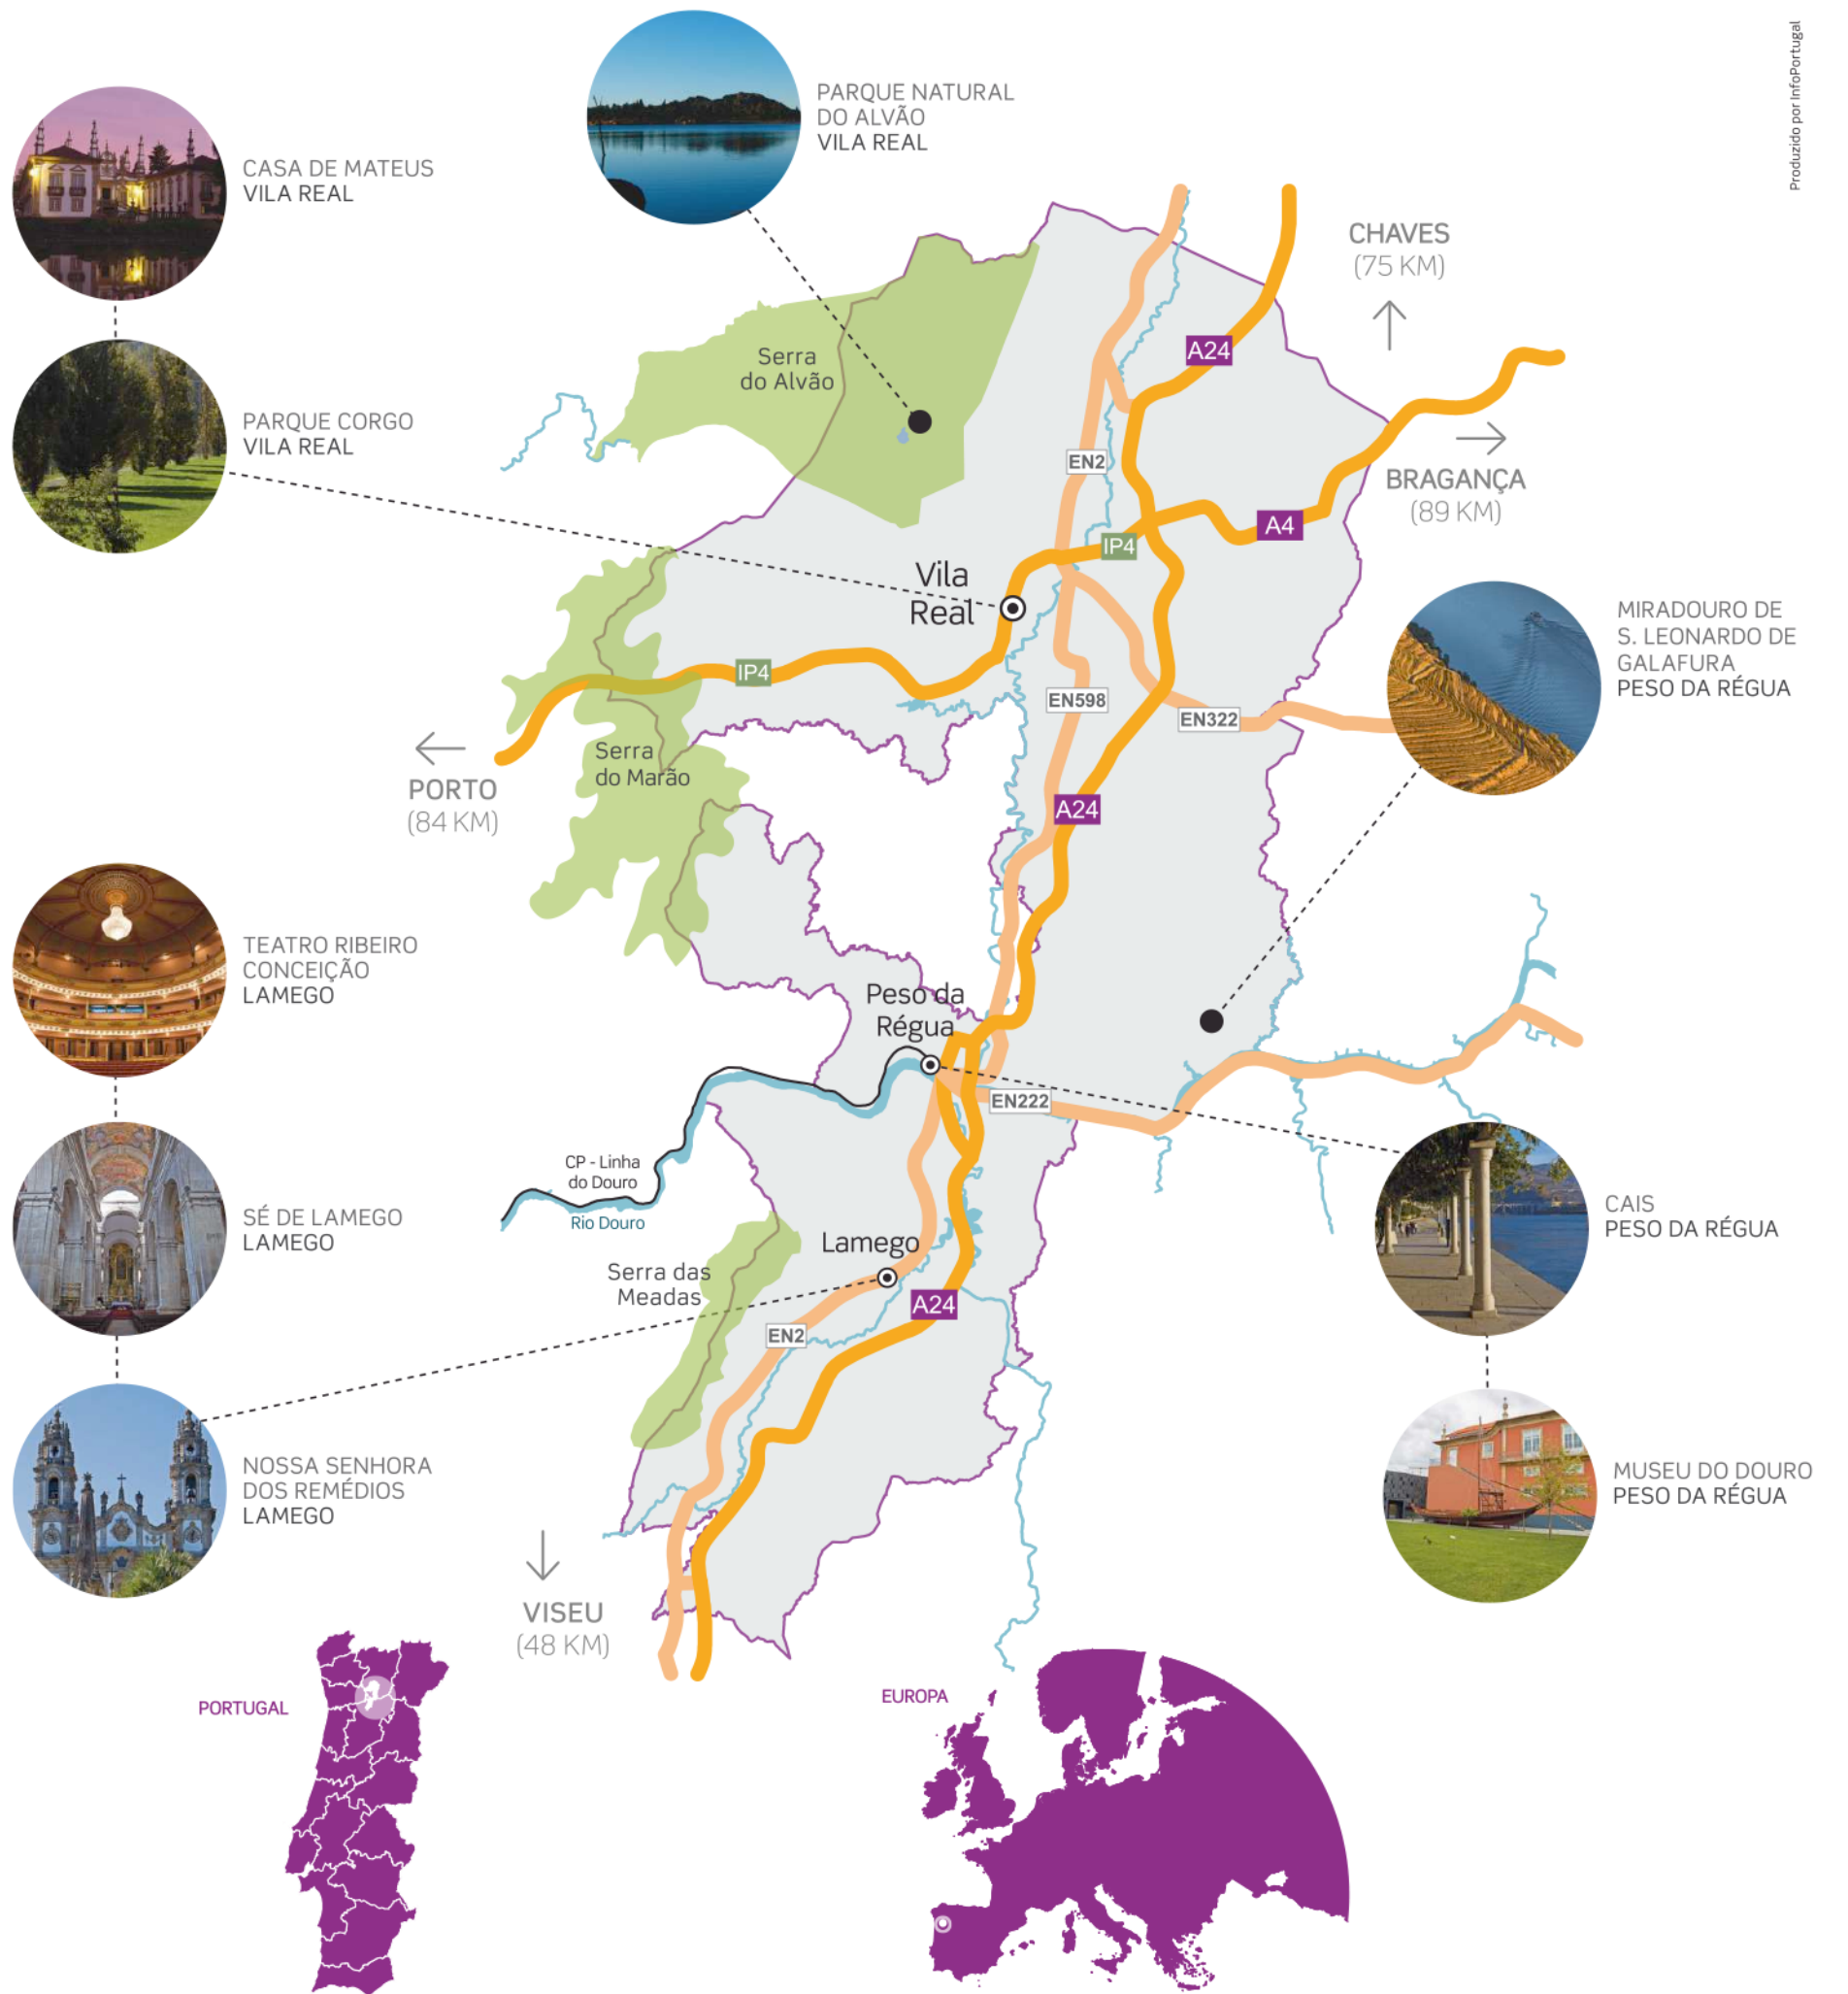 Produzido por InfoPortugal
PARQUE NATURAL
DO ALVÃO
VILA REAL
CASA DE MATEUS
VILA REAL
CHAVES
(75 KM)
A24
Serra
do Alvão
PARQUE CORGO
VILA REAL
EN2
BRAGANÇA
(89 KM)
A4
IP4
Vila
Real
MIRADOURO DE
S. LEONARDO DE
GALAFURA
PESO DA RÉGUA
IP4
EN598
EN322
Serra
do Marão
PORTO
(84 KM)
A24
TEATRO RIBEIRO
CONCEIÇÃO
LAMEGO
Peso da
Régua
EN222
CP - Linha
do Douro
Rio Douro
SÉ DE LAMEGO
LAMEGO
CAIS
PESO DA RÉGUA
Lamego
Serra das
Meadas
A24
EN2
NOSSA SENHORA
DOS REMÉDIOS
LAMEGO
MUSEU DO DOURO
PESO DA RÉGUA
VISEU
(48 KM)
PORTUGAL
EUROPA